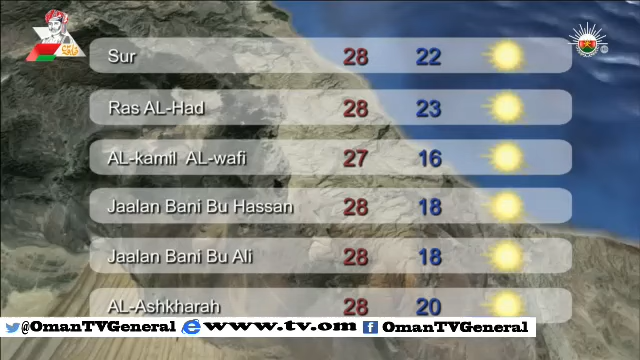 Sur 28 22
Ras AL-Had 28 23
AL-kamil AL-wafi 27 16
Jaalan Bani Bu Hassan 28 18
Jaalan Bani Bu Ali 28 18
AL-Ashkharah 28 20
@OmanTVGeneral www.tv.om OmanTVGeneral